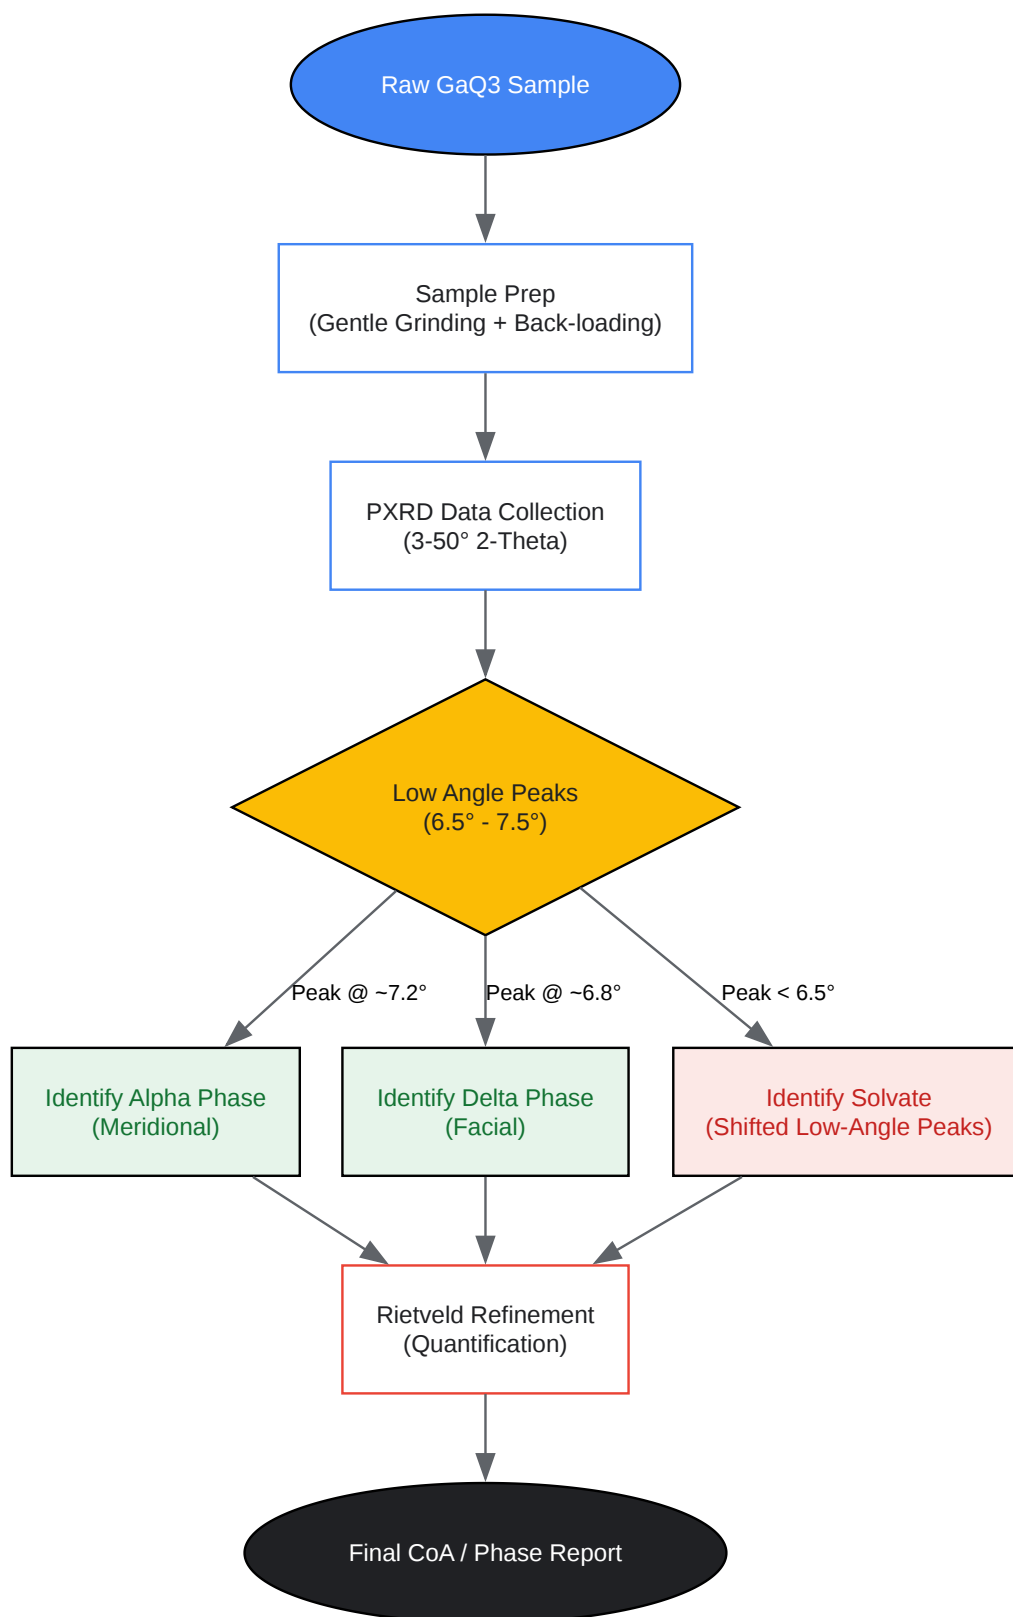 Raw GaQ3 Sample
Sample Prep
(Gentle Grinding + Back-loading)
PXRD Data Collection
(3-50° 2-Theta)
Low Angle Peaks
(6.5° - 7.5°)
Peak @ ~7.2°
Peak @ ~6.8°
Peak < 6.5°
Identify Alpha Phase
(Meridional)
Identify Delta Phase
(Facial)
Identify Solvate
(Shifted Low-Angle Peaks)
Rietveld Refinement
(Quantification)
Final CoA / Phase Report